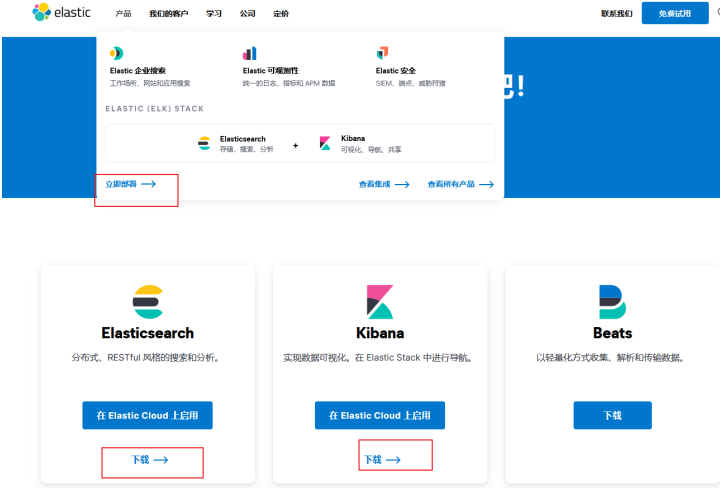 elastic 产品 我们的客户 学习 公司 定价 联系我们 免费试用
Elastic 企业搜索 Elastic 可观测性 Elastic 安全
工作场所、网站和应用搜索 统一的日志、指标和 APM 数据 SIEM、端点、威胁狩猎
吧!
ELASTIC (ELK) STACK
Elasticsearch + Kibana
存储、搜索、分析 可视化、导航、共享
立即部署 → 查看集成 → 查看所有产品 →
Elasticsearch Kibana Beats
分布式、RESTful 风格的搜索和分析。 实现数据可视化。在 Elastic Stack 中进行导航。 以轻量化方式收集、解析和传输数据。
在 Elastic Cloud 上启用 在 Elastic Cloud 上启用 下载
下载 → 下载 →